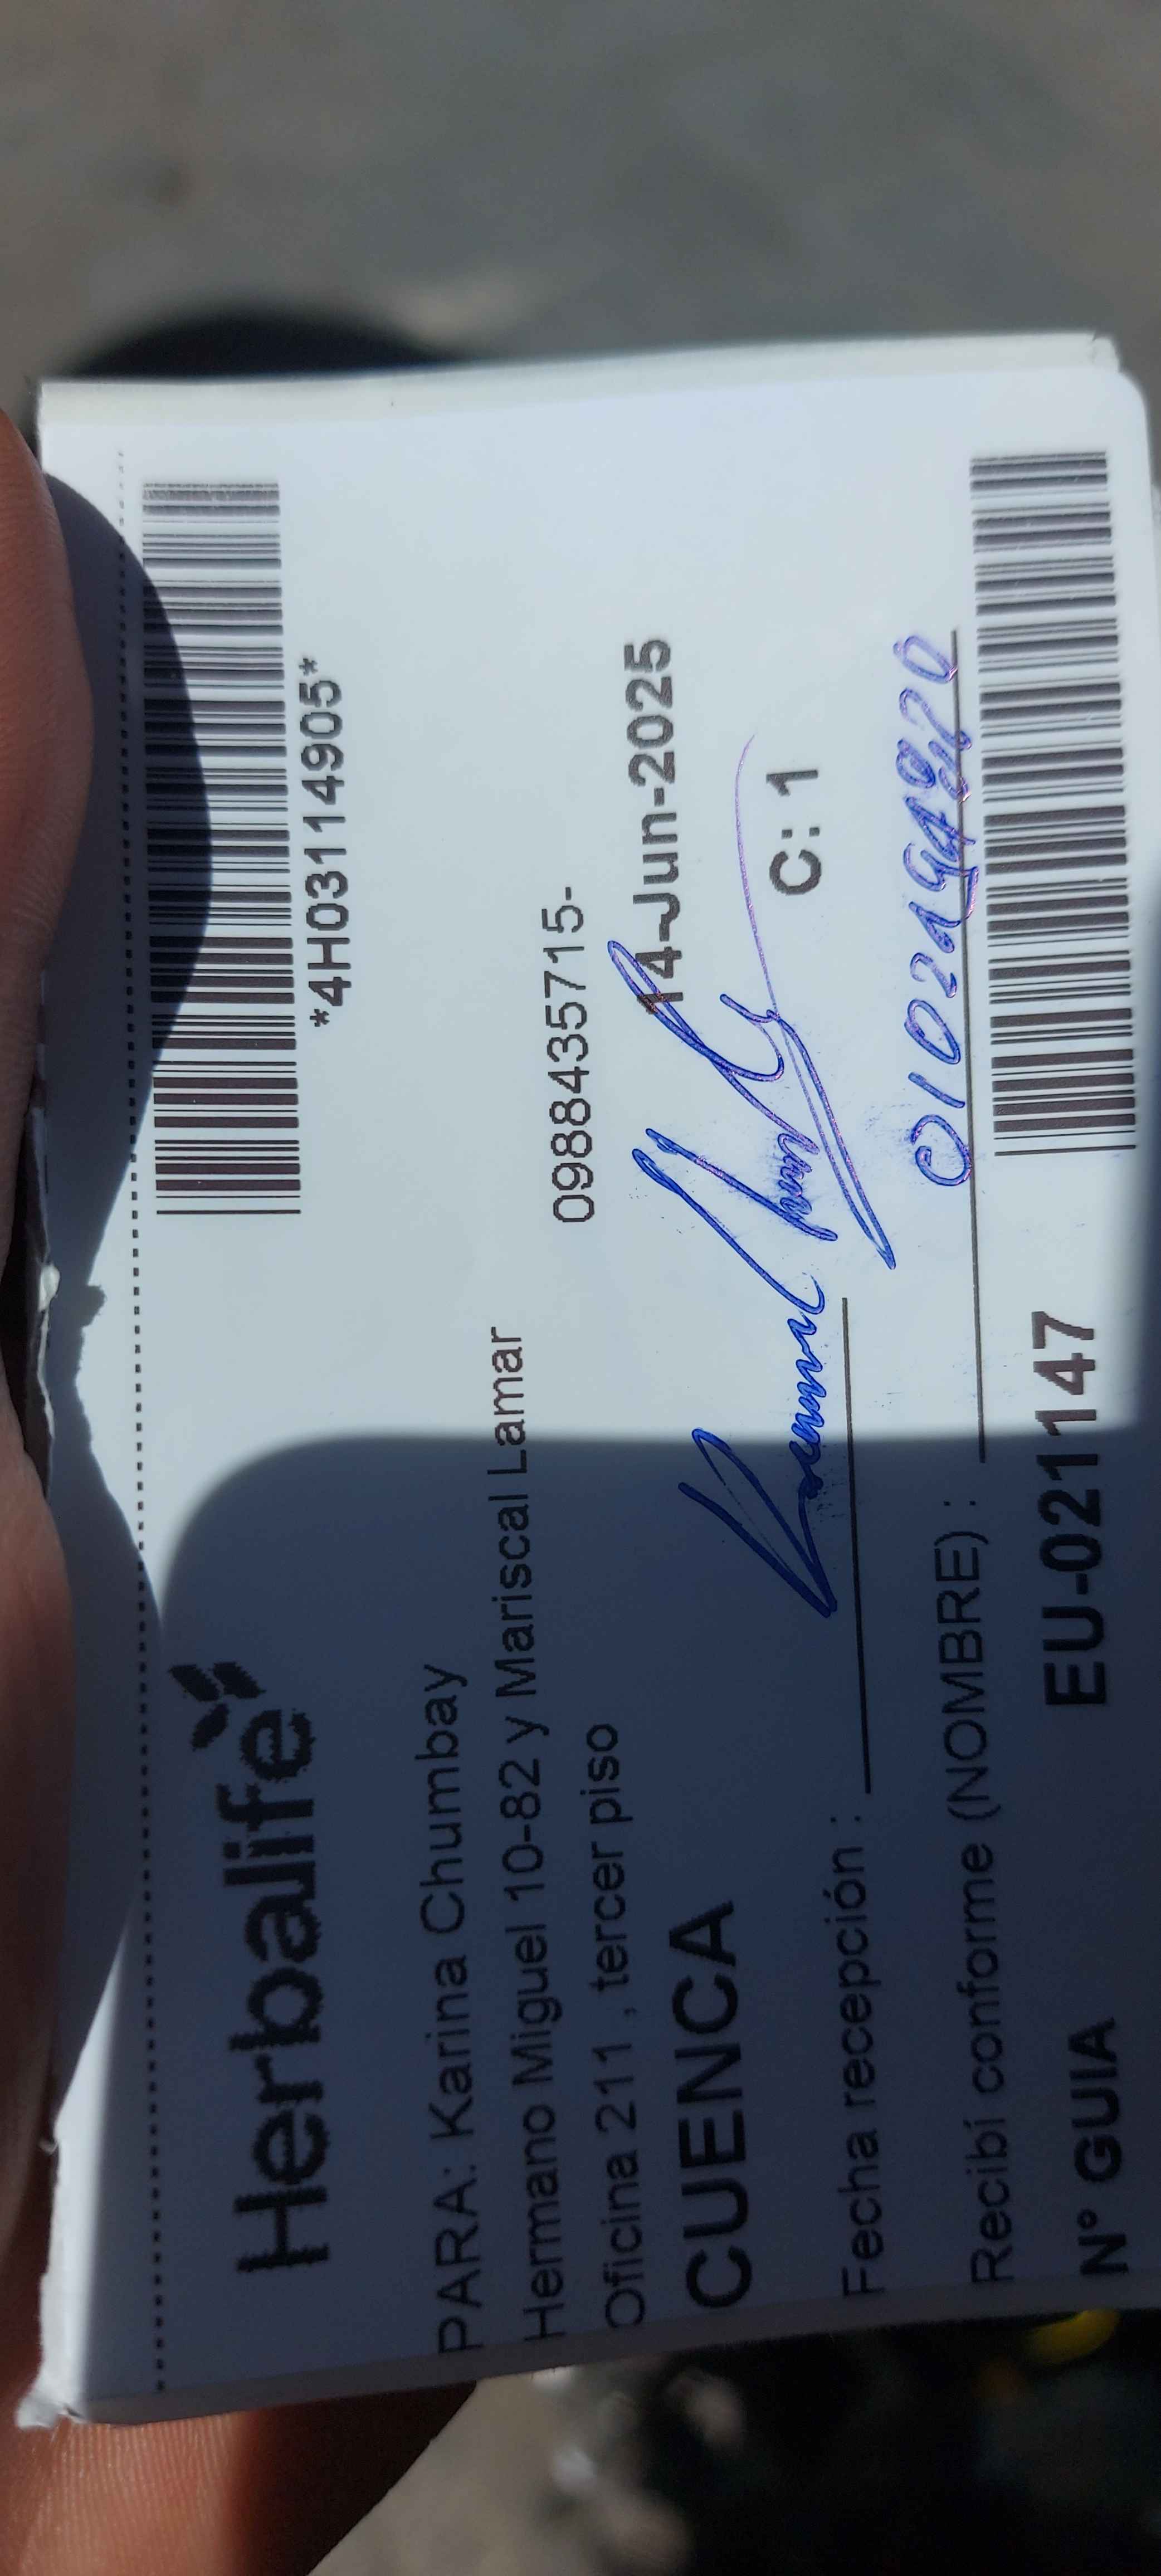 Herbalife
*4H03114905*
PARA: Karina Chumbay
Hermano Miguel 10-82 y Mariscal Lamar
Oficina 211 , tercer piso
0988435715-
CUENCA
14-Jun-2025
C: 1
Fecha recepción :
Recibí conforme (NOMBRE) :
N° GUIA
EU-021147